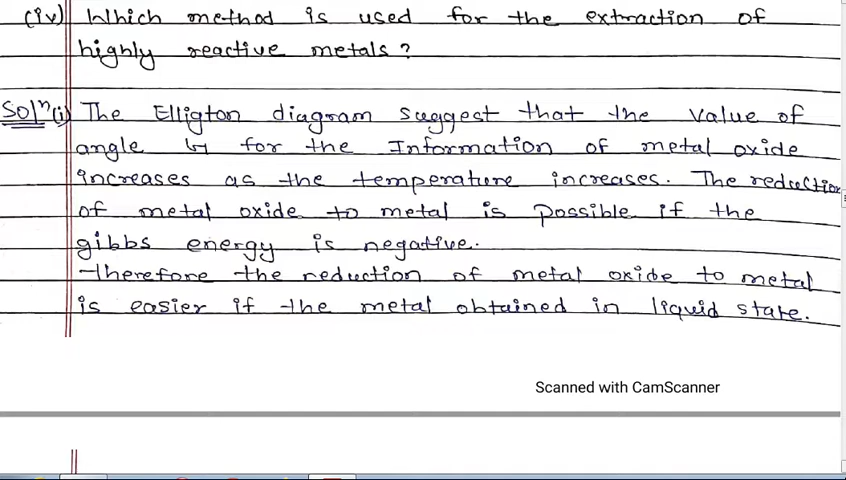 (iv) Which method is used for the extraction of
highly reactive metals?
Solⁿ (i) The Elligton diagram suggest that the value of
angle for the Information of metal oxide
increases as the temperature increases. The reduction
of metal oxide to metal is possible if the
gibbs energy is negative.
Therefore the reduction of metal oxide to metal
is easier if the metal obtained in liquid state.
Scanned with CamScanner